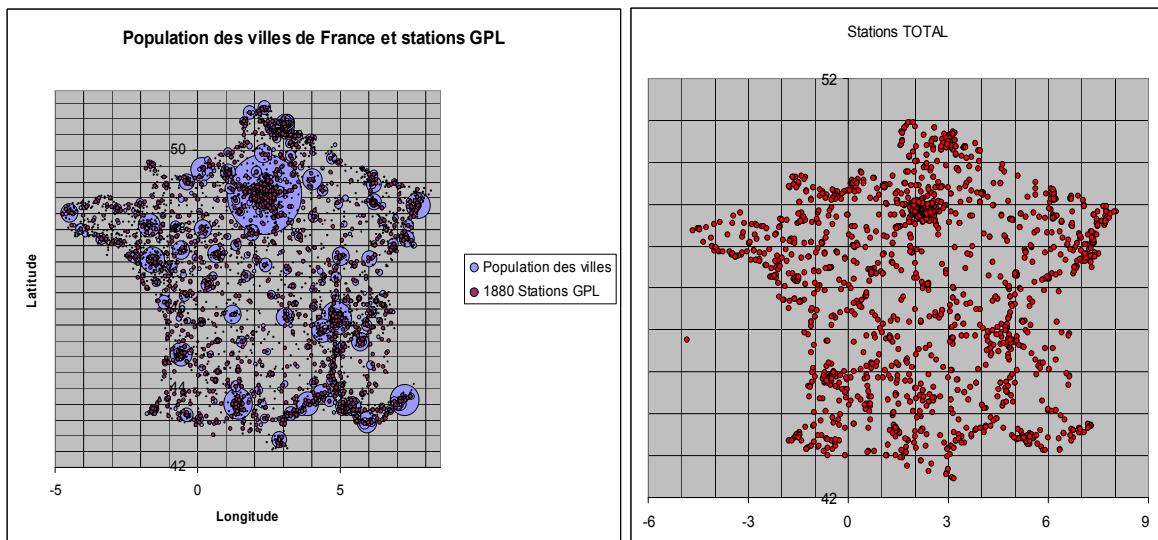 Population des villes de France et stations GPL
50
44
42
-5
0
5
Latitude
Longitude
Population des villes
1880 Stations GPL
Stations TOTAL
52
42
-6
-3
0
3
6
9